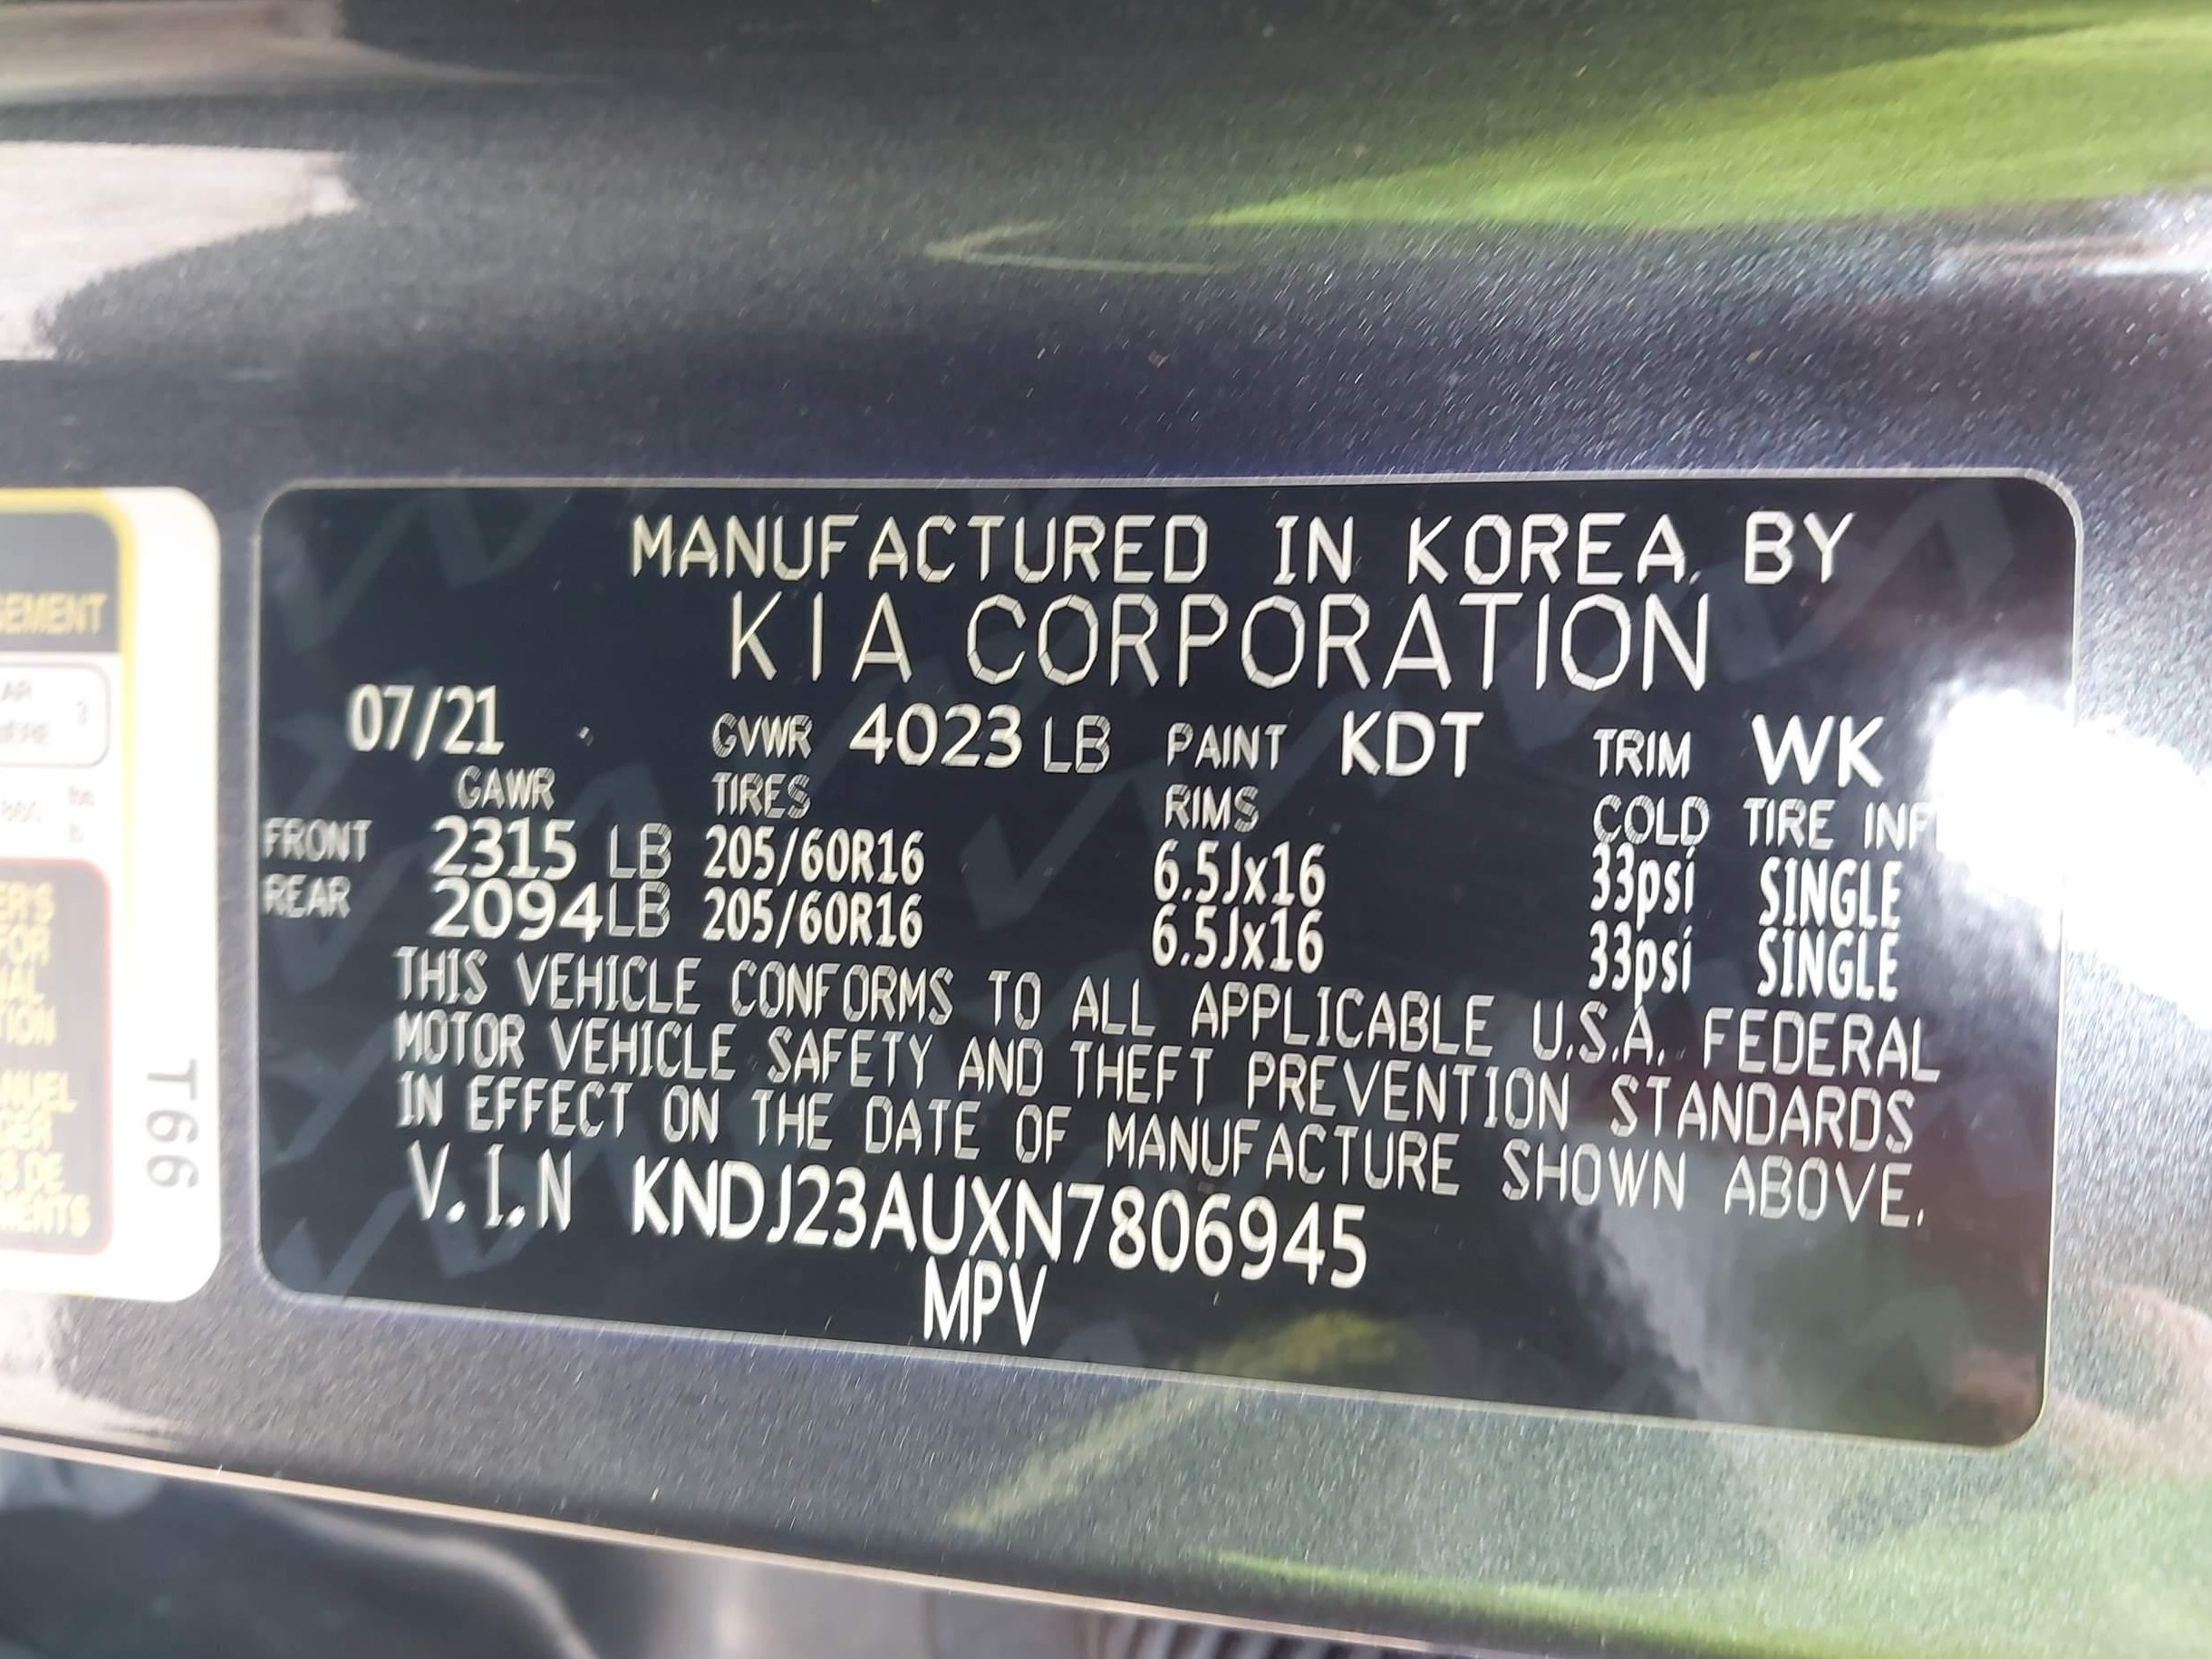 MANUFACTURED IN KOREA BY
KIA CORPORATION
07/21 GVWR 4023 LB PAINT KDT TRIM WK
GAWR TIRES RIMS COLD TIRE INF
FRONT 2315 LB 205/60R16 6.5Jx16 33psi SINGLE
REAR 2094LB 205/60R16 6.5Jx16 33psi SINGLE
THIS VEHICLE CONFORMS TO ALL APPLICABLE U.S.A. FEDERAL
MOTOR VEHICLE SAFETY AND THEFT PREVENTION STANDARDS
IN EFFECT ON THE DATE OF MANUFACTURE SHOWN ABOVE.
V.I.N KNDJ23AUXN7806945
MPV
T66